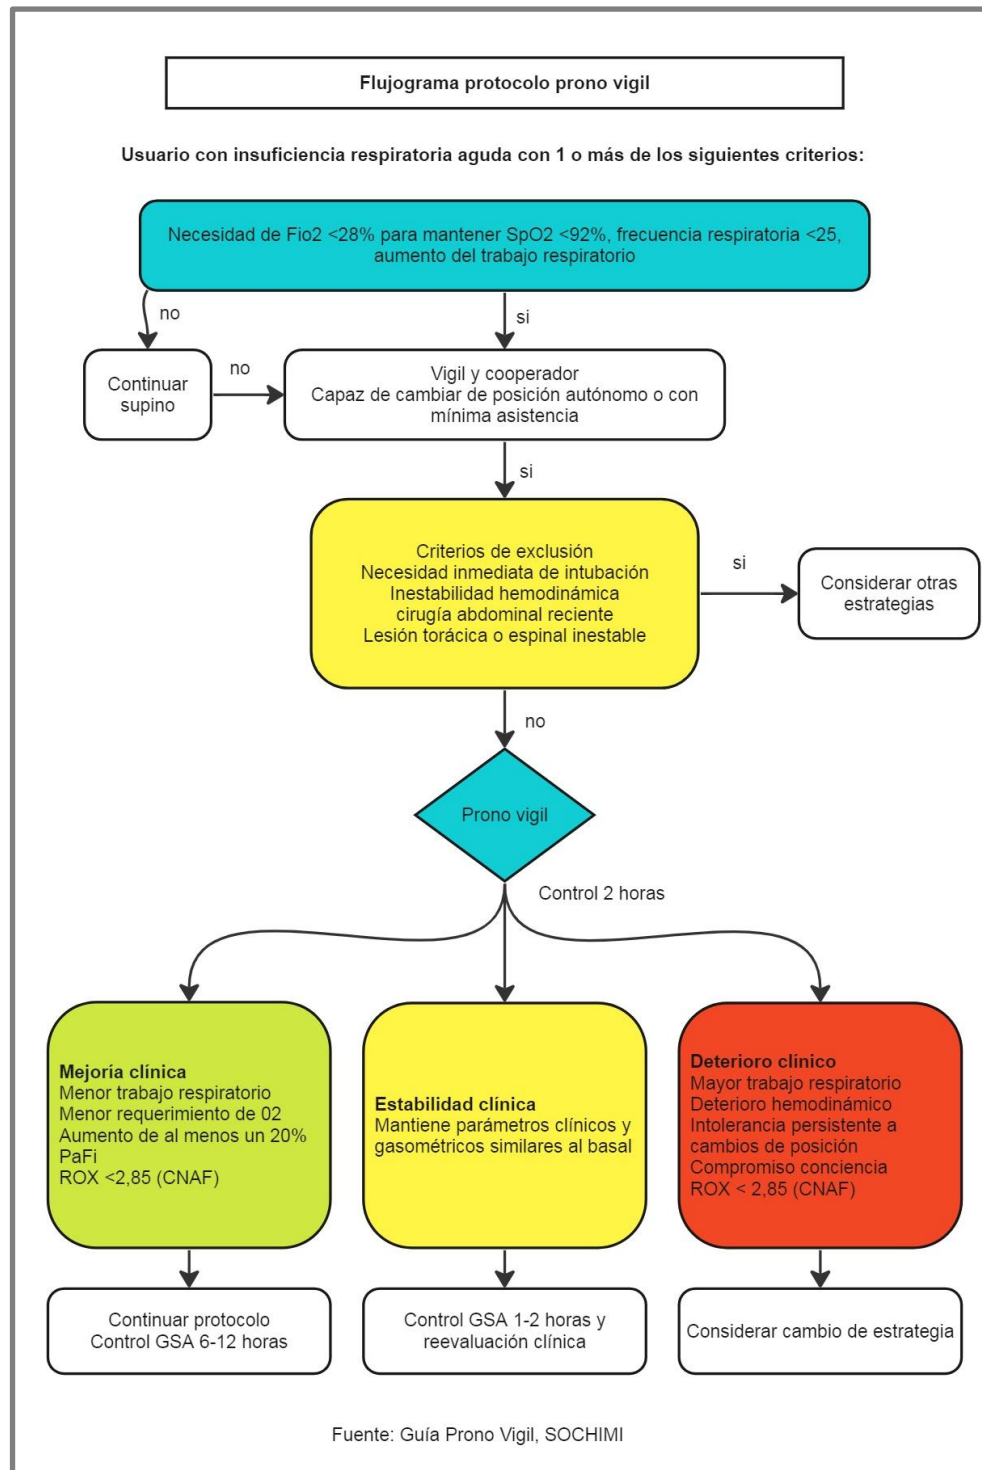 Flujograma protocolo prono vigil
Usuario con insuficiencia respiratoria aguda con 1 o más de los siguientes criterios:
Necesidad de Fio2 <28% para mantener SpO2 <92%, frecuencia respiratoria <25,
aumento del trabajo respiratorio
no
si
Continuar
supino
no
Vigil y cooperador
Capaz de cambiar de posición autónomo o con
mínima asistencia
si
Criterios de exclusión
Necesidad inmediata de intubación
Inestabilidad hemodinámica
cirugía abdominal reciente
Lesión torácica o espinal inestable
si
Considerar otras
estrategias
no
Prono vigil
Control 2 horas
Mejoría clínica
Menor trabajo respiratorio
Menor requerimiento de 02
Aumento de al menos un 20%
PaFi
ROX <2,85 (CNAF)
Estabilidad clínica
Mantiene parámetros clínicos y
gasométricos similares al basal
Deterioro clínico
Mayor trabajo respiratorio
Deterioro hemodinámico
Intolerancia persistente a
cambios de posición
Compromiso conciencia
ROX < 2,85 (CNAF)
Continuar protocolo
Control GSA 6-12 horas
Control GSA 1-2 horas y
reevaluación clínica
Considerar cambio de estrategia
Fuente: Guía Prono Vigil, SOCHIMI